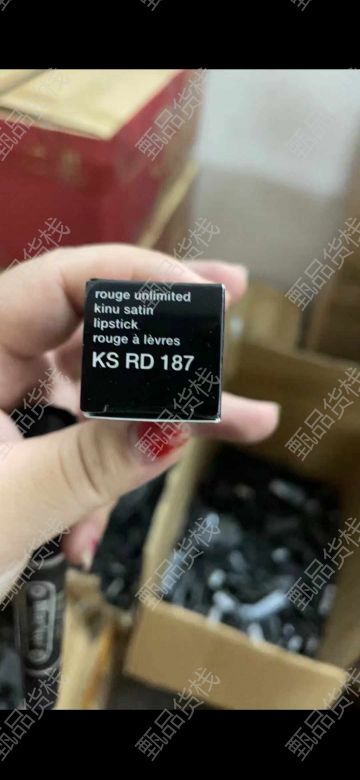 rouge unlimited
kinu satin
lipstick
rouge à lèvres
KS RD 187
甄品货栈